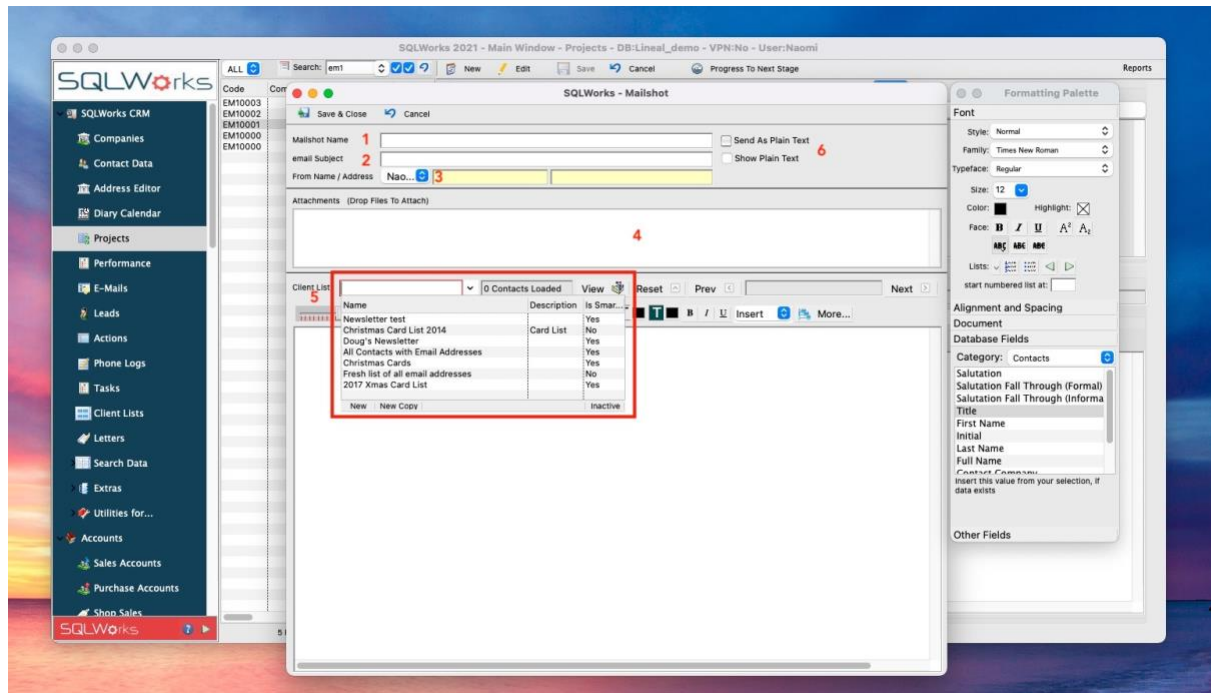 SQLWorks 2021 - Main Window - Projects - DB:Lineal_demo - VPN:No - User:Naomi
SQLWorks
ALL
Search: em1
New
Edit
Save
Cancel
Progress To Next Stage
Reports
Code
EM10003
EM10002
EM10001
EM10000
EM10000
SQLWorks CRM
Companies
Contact Data
Address Editor
Diary Calendar
Projects
Performance
E-Mails
Leads
Actions
Phone Logs
Tasks
Client Lists
Letters
Search Data
Extras
Utilities for...
Accounts
Sales Accounts
Purchase Accounts
Shop Sales
SQLWorks
SQLWorks - Mailshot
Save & Close
Cancel
Mailshot Name 1
Send As Plain Text
email Subject 2
Show Plain Text
6
From Name / Address Nao... 3
Attachments (Drop Files To Attach)
4
Client List
5
0 Contacts Loaded
View
Reset
Prev
Next
B I U Insert
More...
Name Description Is Smar...
Newsletter test Yes
Christmas Card List 2014 Card List No
Doug's Newsletter Yes
All Contacts with Email Addresses Yes
Christmas Cards Yes
Fresh list of all email addresses No
2017 Xmas Card List Yes
New New Copy Inactive
Formatting Palette
Font
Style: Normal
Family: Times New Roman
Typeface: Regular
Size: 12
Color: Highlight:
Face: B I U A² A₂
ABC ABC ABC
Lists:
start numbered list at:
Alignment and Spacing
Document
Database Fields
Category: Contacts
Salutation
Salutation Fall Through (Formal)
Salutation Fall Through (Informa
Title
First Name
Initial
Last Name
Full Name
Contact Company
Insert this value from your selection, if
data exists
Other Fields